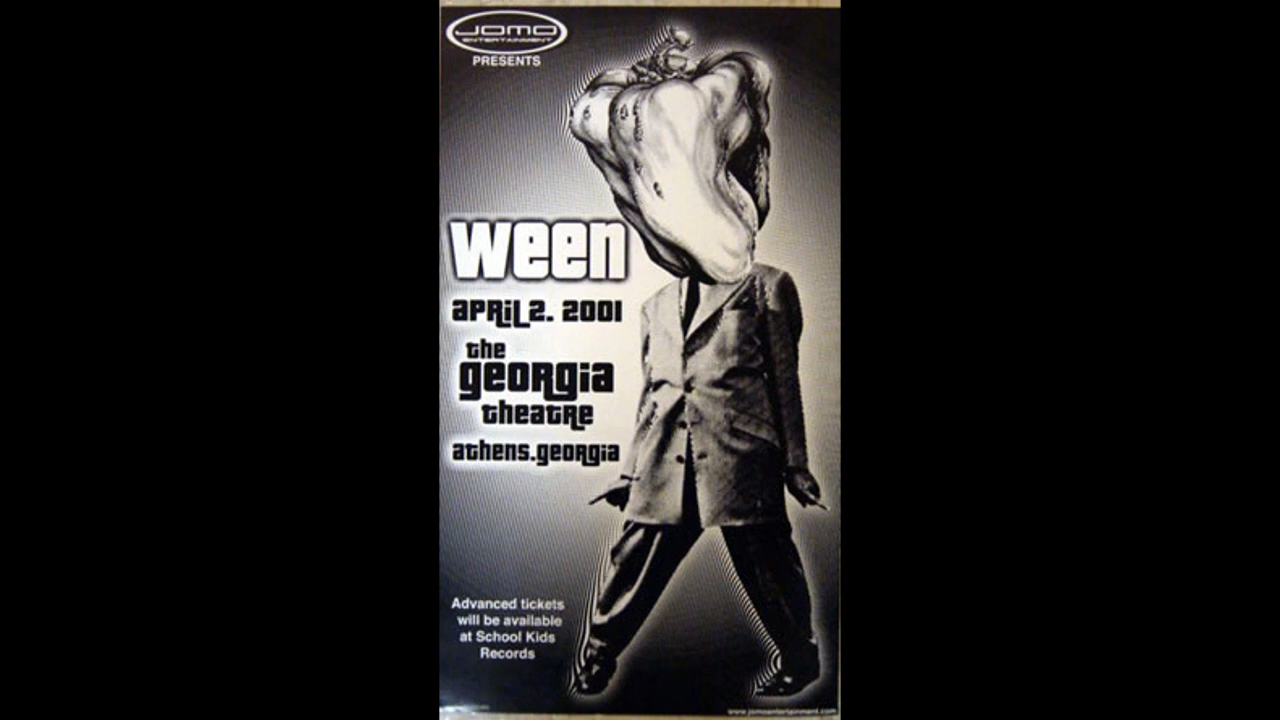 JOMO
ENTERTAINMENT
PRESENTS
ween
april 2. 2001
the
georgia
theatre
athens.georgia
Advanced tickets
will be available
at School Kids
Records
www.jomoentertainment.com